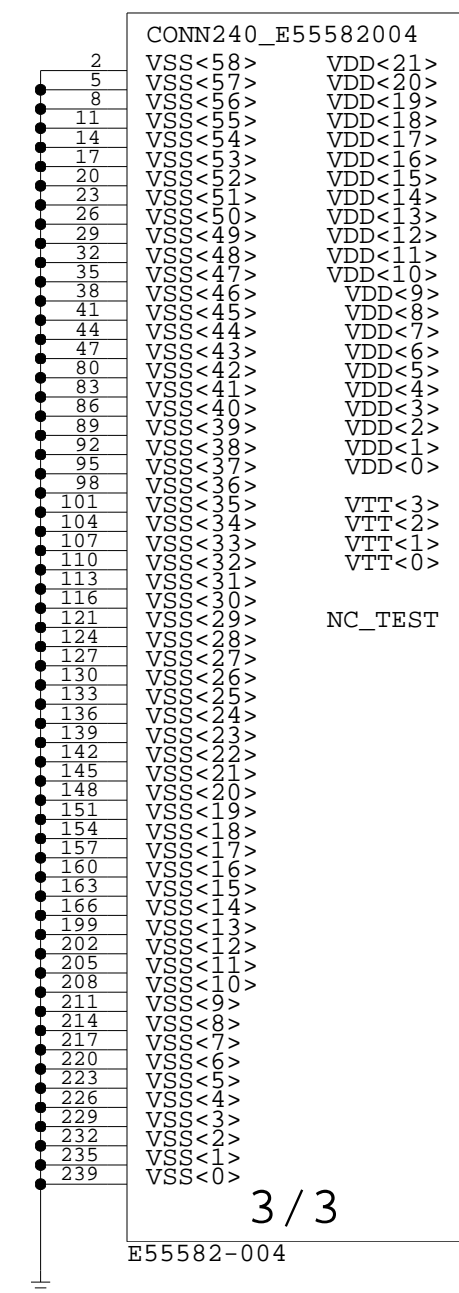 CONN240_E55582004
2 VSS<58> VDD<21>
5 VSS<57> VDD<20>
8 VSS<56> VDD<19>
11 VSS<55> VDD<18>
14 VSS<54> VDD<17>
17 VSS<53> VDD<16>
20 VSS<52> VDD<15>
23 VSS<51> VDD<14>
26 VSS<50> VDD<13>
29 VSS<49> VDD<12>
32 VSS<48> VDD<11>
35 VSS<47> VDD<10>
38 VSS<46> VDD<9>
41 VSS<45> VDD<8>
44 VSS<44> VDD<7>
47 VSS<43> VDD<6>
80 VSS<42> VDD<5>
83 VSS<41> VDD<4>
86 VSS<40> VDD<3>
89 VSS<39> VDD<2>
92 VSS<38> VDD<1>
95 VSS<37> VDD<0>
98 VSS<36>
101 VSS<35> VTT<3>
104 VSS<34> VTT<2>
107 VSS<33> VTT<1>
110 VSS<32> VTT<0>
113 VSS<31>
116 VSS<30>
121 VSS<29> NC_TEST
124 VSS<28>
127 VSS<27>
130 VSS<26>
133 VSS<25>
136 VSS<24>
139 VSS<23>
142 VSS<22>
145 VSS<21>
148 VSS<20>
151 VSS<19>
154 VSS<18>
157 VSS<17>
160 VSS<16>
163 VSS<15>
166 VSS<14>
199 VSS<13>
202 VSS<12>
205 VSS<11>
208 VSS<10>
211 VSS<9>
214 VSS<8>
217 VSS<7>
220 VSS<6>
223 VSS<5>
226 VSS<4>
229 VSS<3>
232 VSS<2>
235 VSS<1>
239 VSS<0>
3/3
E55582-004